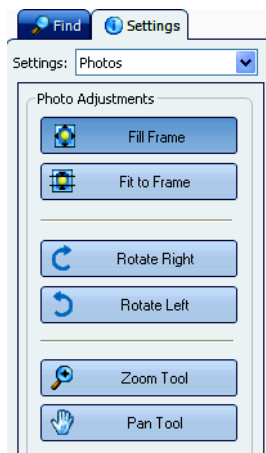 Find
Settings
Settings: Photos
Photo Adjustments
Fill Frame
Fit to Frame
Rotate Right
Rotate Left
Zoom Tool
Pan Tool